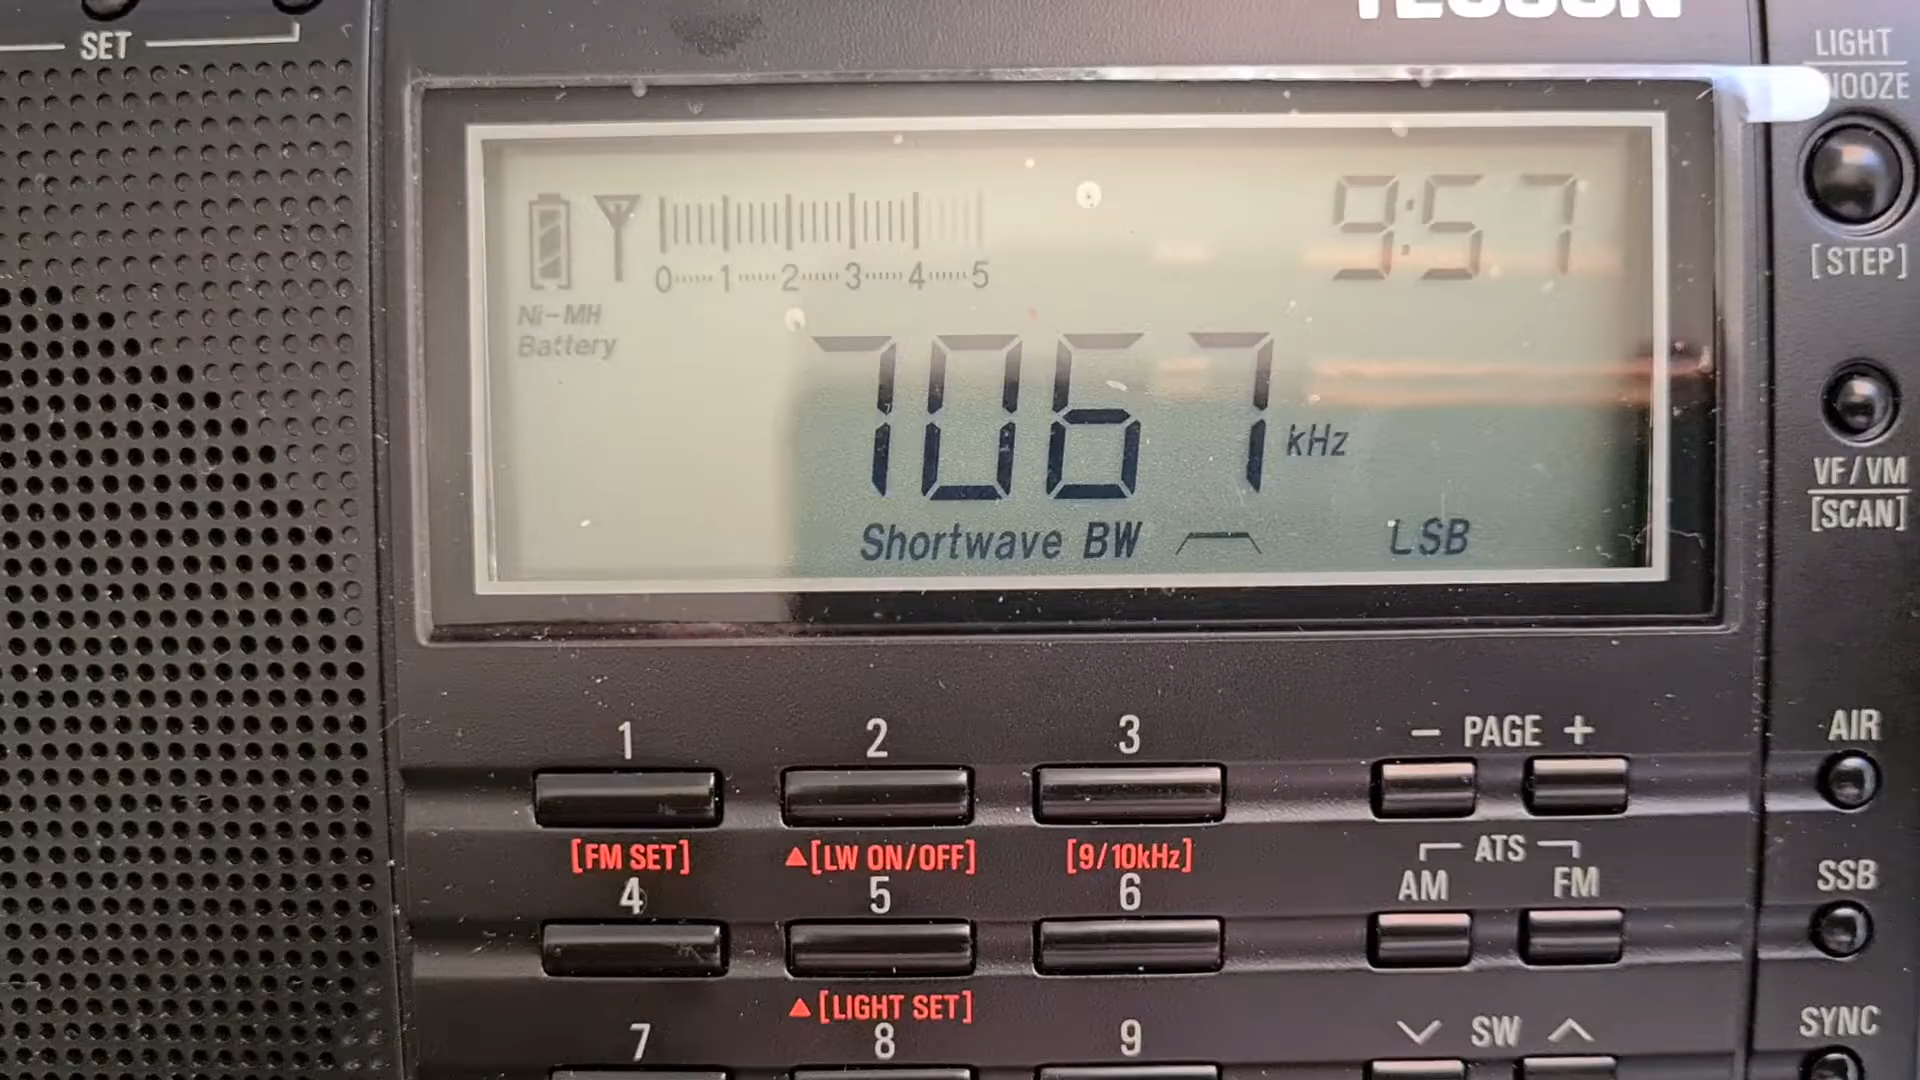 TECSUN
SET
LIGHT
SNOOZE
9:57
0 1 2 3 4 5
[STEP]
Ni-MH
Battery
7067 kHz
VF/VM
[SCAN]
Shortwave BW LSB
1 2 3 - PAGE + AIR
[FM SET] ▲[LW ON/OFF] [9/10kHz] ATS
4 5 6 AM FM SSB
▲[LIGHT SET]
7 8 9 SW SYNC